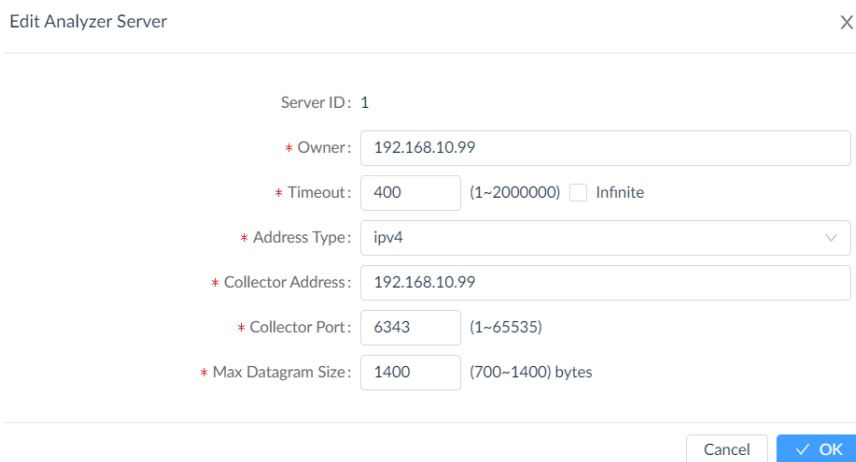 Edit Analyzer Server X
Server ID: 1
* Owner: 192.168.10.99
* Timeout: 400 (1~2000000) Infinite
* Address Type: ipv4
* Collector Address: 192.168.10.99
* Collector Port: 6343 (1~65535)
* Max Datagram Size: 1400 (700~1400) bytes
Cancel ✓ OK